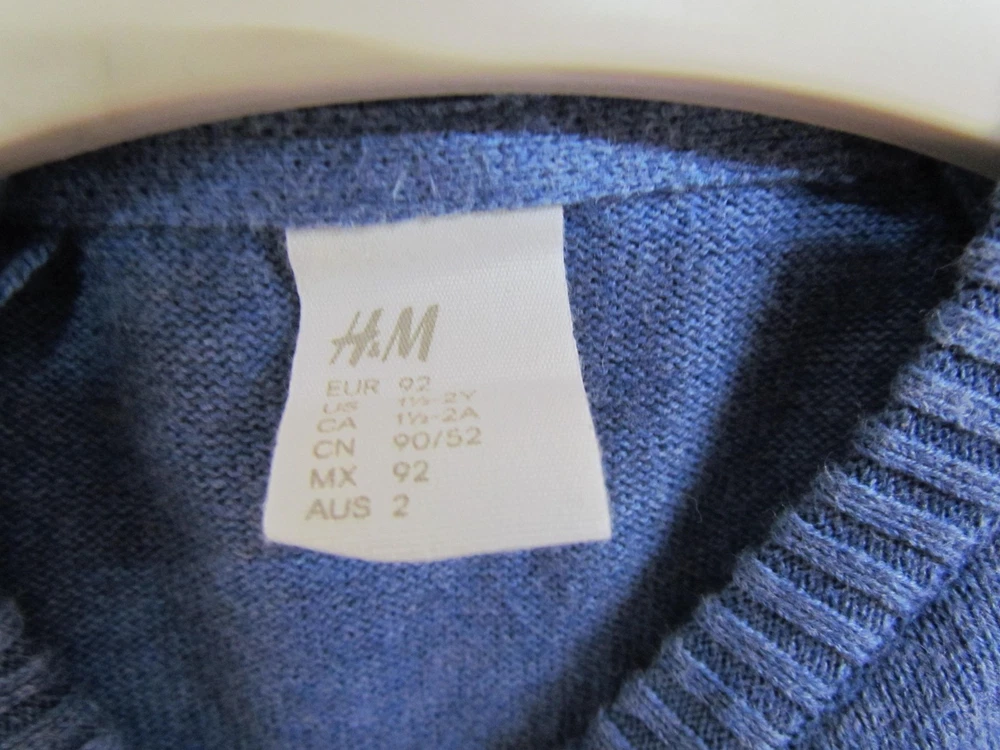 H&M
EUR 92
US 1½-2Y
CA 1½-2A
CN 90/52
MX 92
AUS 2